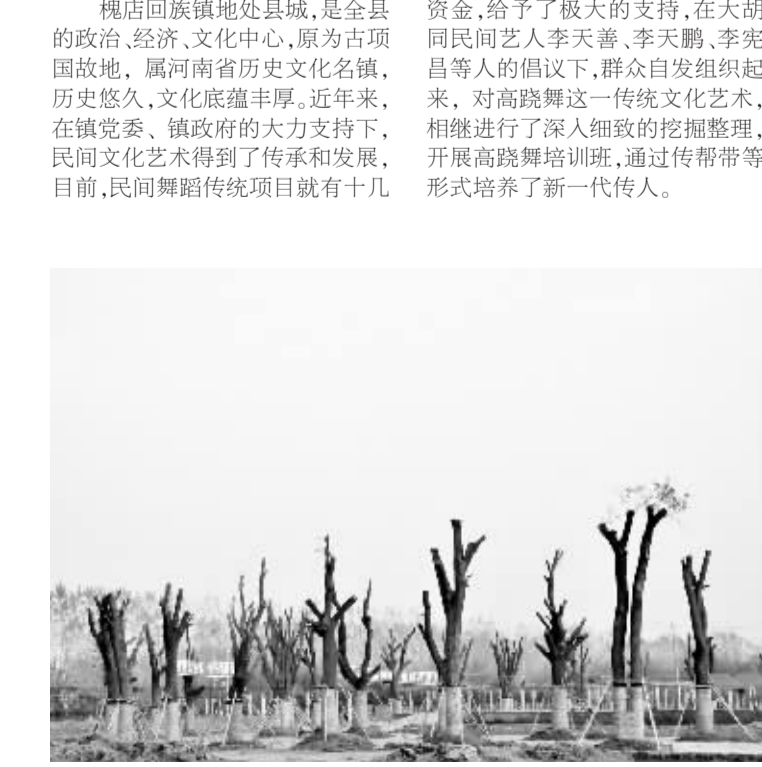 槐店回族镇地处县城,是全县
的政治、经济、文化中心,原为古项
国故地，属河南省历史文化名镇,
历史悠久,文化底蕴丰厚。近年来,
在镇党委、镇政府的大力支持下,
民间文化艺术得到了传承和发展,
目前,民间舞蹈传统项目就有十几
资金,给予了极大的支持,在大胡
同民间艺人李天善、李天鹏、李宪
昌等人的倡议下,群众自发组织起
来，对高跷舞这一传统文化艺术,
相继进行了深入细致的挖掘整理,
开展高跷舞培训班,通过传帮带等
形式培养了新一代传人。